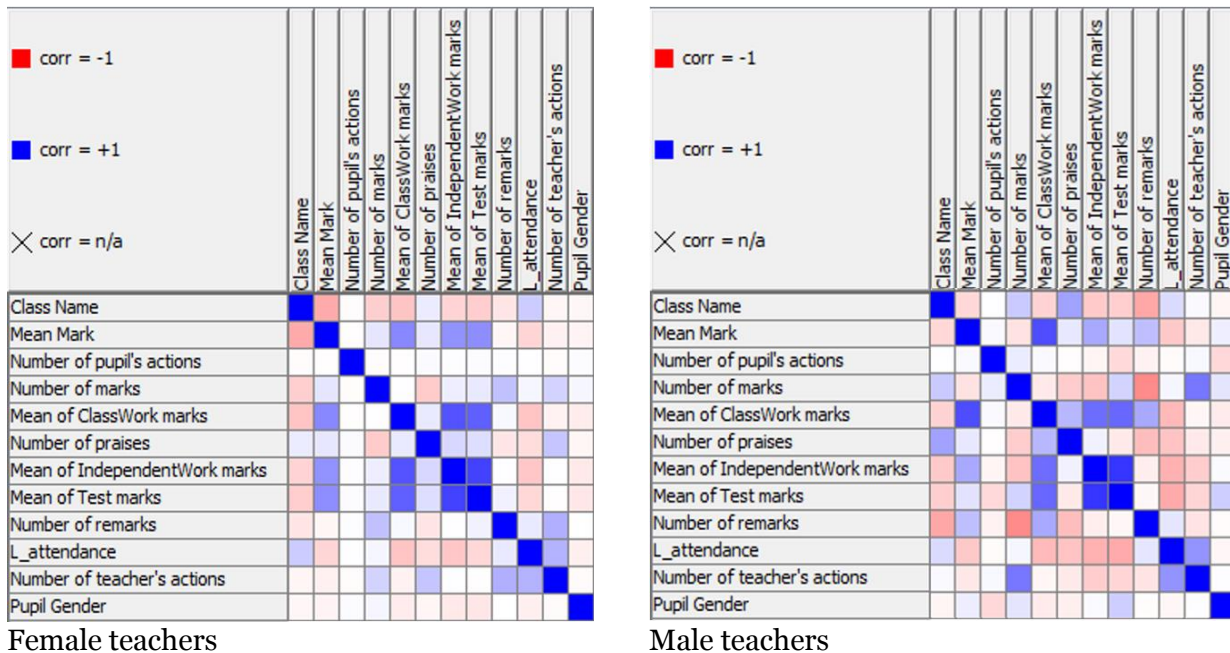 corr = -1
corr = +1
corr = n/a
Class Name
Mean Mark
Number of pupil's actions
Number of marks
Mean of ClassWork marks
Number of praises
Mean of IndependentWork marks
Mean of Test marks
Number of remarks
L_attendance
Number of teacher's actions
Pupil Gender
Class Name
Mean Mark
Number of pupil's actions
Number of marks
Mean of ClassWork marks
Number of praises
Mean of IndependentWork marks
Mean of Test marks
Number of remarks
L_attendance
Number of teacher's actions
Pupil Gender
Female teachers
corr = -1
corr = +1
corr = n/a
Class Name
Mean Mark
Number of pupil's actions
Number of marks
Mean of ClassWork marks
Number of praises
Mean of IndependentWork marks
Mean of Test marks
Number of remarks
L_attendance
Number of teacher's actions
Pupil Gender
Class Name
Mean Mark
Number of pupil's actions
Number of marks
Mean of ClassWork marks
Number of praises
Mean of IndependentWork marks
Mean of Test marks
Number of remarks
L_attendance
Number of teacher's actions
Pupil Gender
Male teachers